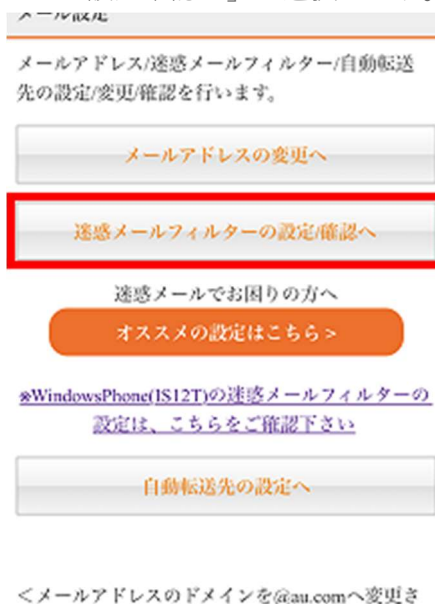 メール設定
メールアドレス/迷惑メールフィルター/自動転送
先の設定/変更/確認を行います。
メールアドレスの変更へ
迷惑メールフィルターの設定/確認へ
迷惑メールでお困りの方へ
オススメの設定はこちら >
※WindowsPhone(IS12T)の迷惑メールフィルターの
設定は、こちらをご確認下さい
自動転送先の設定へ
＜メールアドレスのドメインを@au.comへ変更さ